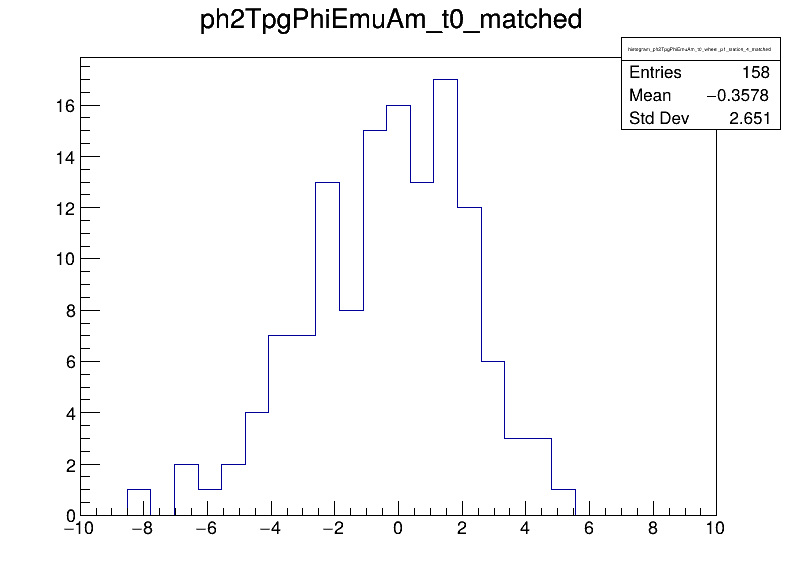 ph2TpgPhiEmuAm_t0_matched
histogram_ph2TpgPhiEmuAm_t0_wheel_p1_station_4_matched
Entries 158
Mean −0.3578
Std Dev 2.651
16
14
12
10
8
6
4
2
0
−10 −8 −6 −4 −2 0 2 4 6 8 10